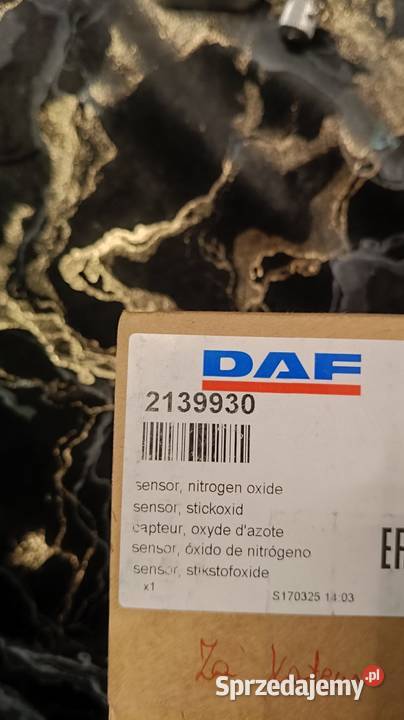 DAF
2139930
sensor, nitrogen oxide
sensor, stickoxid
capteur, oxyde d'azote
sensor, óxido de nitrógeno
sensor, stikstofoxide
x1
S170325 14:03
Za
Sprzedajemy.pl